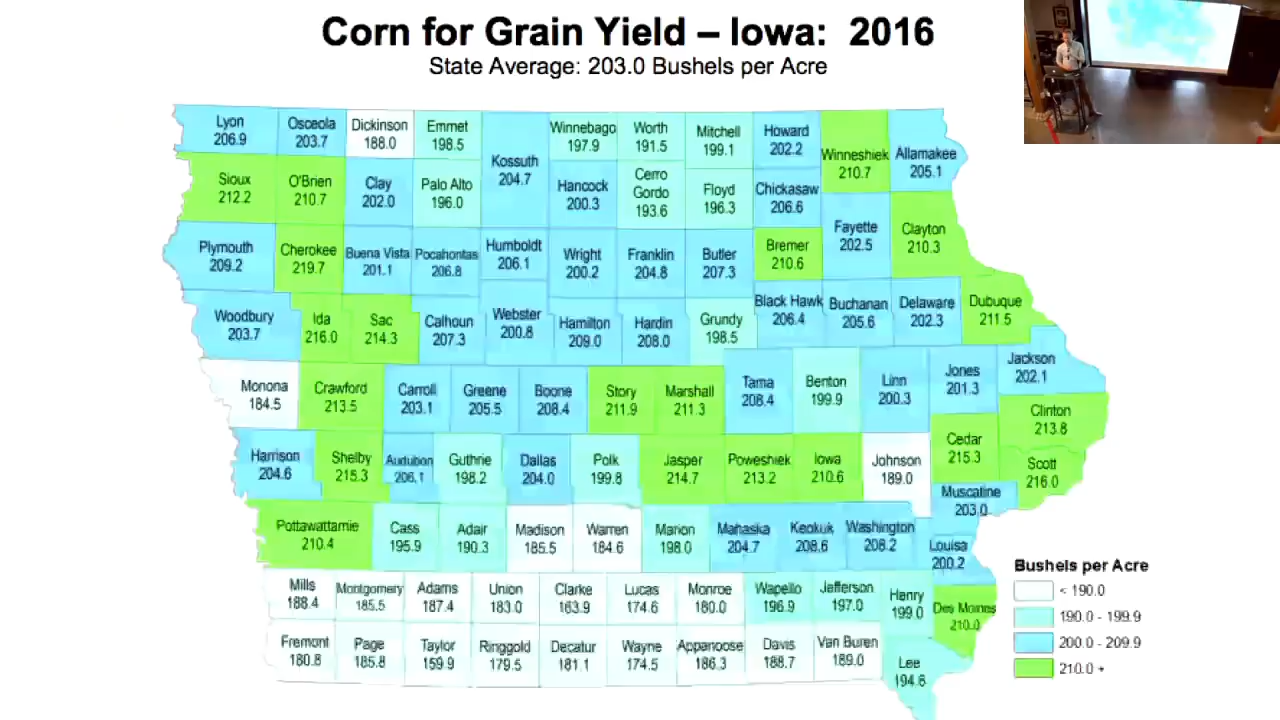 Corn for Grain Yield – Iowa: 2016
State Average: 203.0 Bushels per Acre
Lyon
206.9
Osceola
203.7
Dickinson
188.0
Emmet
198.5
Kossuth
204.7
Winnebago
197.9
Worth
191.5
Mitchell
199.1
Howard
202.2
Winneshiek
210.7
Allamakee
205.1
Sioux
212.2
O'Brien
210.7
Clay
202.0
Palo Alto
196.0
Hancock
200.3
Cerro
Gordo
193.6
Floyd
196.3
Chickasaw
206.6
Fayette
202.5
Clayton
210.3
Plymouth
209.2
Cherokee
219.7
Buena Vista
201.1
Pocahontas
206.8
Humboldt
206.1
Wright
200.2
Franklin
204.8
Butler
207.3
Bremer
210.6
Woodbury
203.7
Ida
216.0
Sac
214.3
Calhoun
207.3
Webster
200.8
Hamilton
209.0
Hardin
208.0
Grundy
198.5
Black Hawk
206.4
Buchanan
205.6
Delaware
202.3
Dubuque
211.5
Monona
184.5
Crawford
213.5
Carroll
203.1
Greene
205.5
Boone
208.4
Story
211.9
Marshall
211.3
Tama
208.4
Benton
199.9
Linn
200.3
Jones
201.3
Jackson
202.1
Clinton
213.8
Harrison
204.6
Shelby
215.3
Audubon
206.1
Guthrie
198.2
Dallas
204.0
Polk
199.8
Jasper
214.7
Poweshiek
213.2
Iowa
210.6
Johnson
189.0
Cedar
215.3
Scott
216.0
Muscatine
203.0
Pottawattamie
210.4
Cass
195.9
Adair
190.3
Madison
185.5
Warren
184.6
Marion
198.0
Mahaska
204.7
Keokuk
208.6
Washington
208.2
Louisa
200.2
Mills
188.4
Montgomery
185.5
Adams
187.4
Union
183.0
Clarke
163.9
Lucas
174.6
Monroe
180.0
Wapello
196.9
Jefferson
197.0
Henry
199.0
Des Moines
210.0
Fremont
180.8
Page
185.8
Taylor
159.9
Ringgold
179.5
Decatur
181.1
Wayne
174.5
Appanoose
186.3
Davis
188.7
Van Buren
189.0
Lee
194.6
Bushels per Acre
< 190.0
190.0 - 199.9
200.0 - 209.9
210.0 +